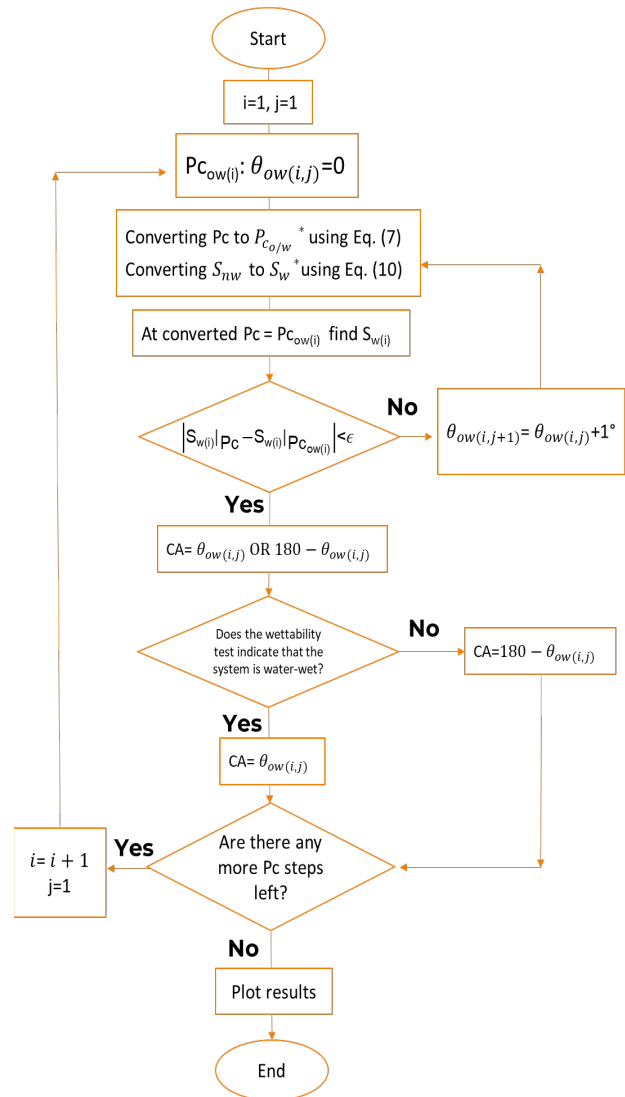 Start
i=1, j=1
Pc_ow(i): θ_ow(i,j)=0
Converting Pc to P_c_o/w * using Eq. (7)
Converting S_nw to S_w *using Eq. (10)
At converted Pc = Pc_ow(i) find S_w(i)
|S_w(i)|_Pc –S_w(i)|_Pc_ow(i)|<ϵ
No
θ_ow(i,j+1)= θ_ow(i,j)+1°
Yes
CA= θ_ow(i,j) OR 180 − θ_ow(i,j)
Does the wettability
test indicate that the
system is water-wet?
No
CA=180 − θ_ow(i,j)
Yes
CA= θ_ow(i,j)
Are there any
more Pc steps
left?
Yes
i= i + 1
j=1
No
Plot results
End